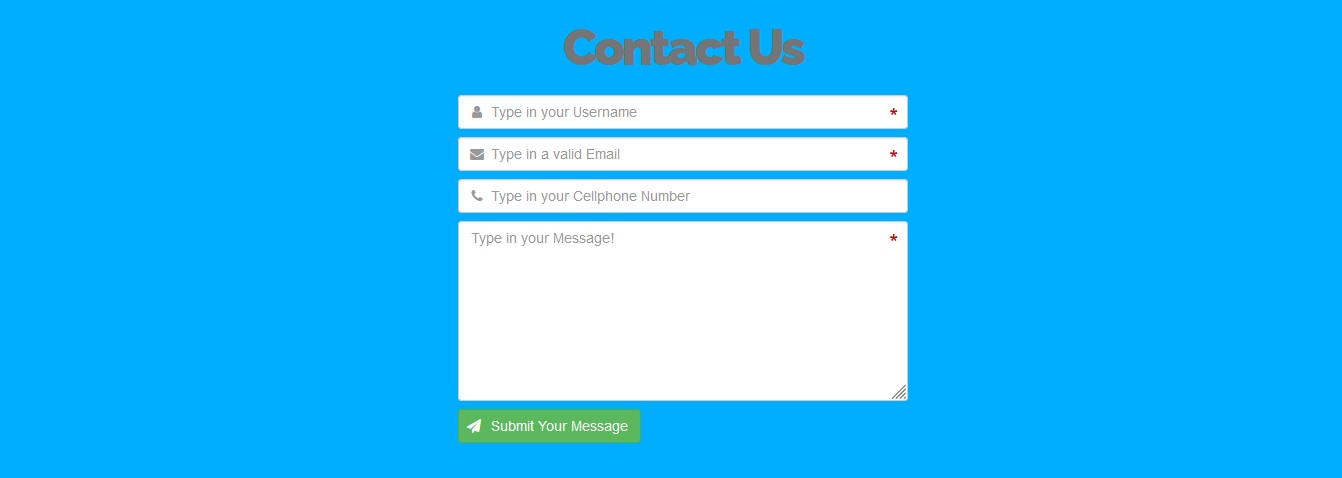 Contact Us
Type in your Username *
Type in a valid Email *
Type in your Cellphone Number
Type in your Message! *
Submit Your Message